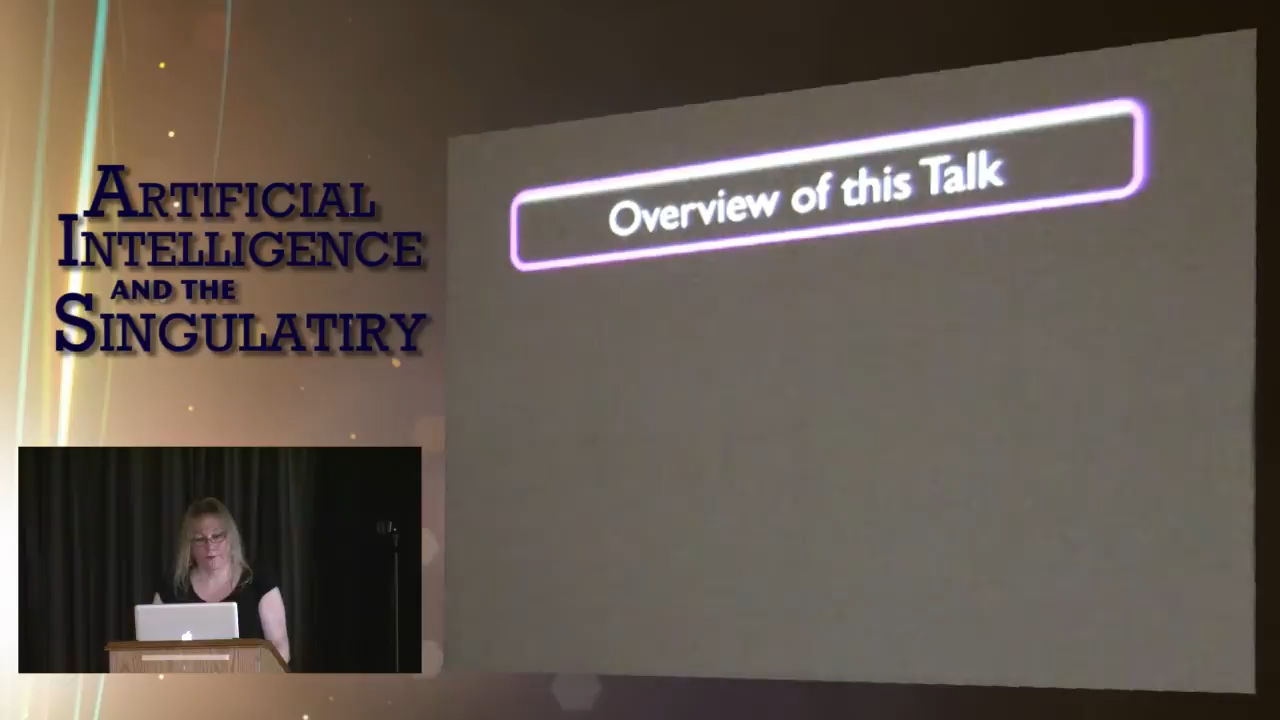 ARTIFICIAL
INTELLIGENCE
AND THE
SINGULATIRY
Overview of this Talk